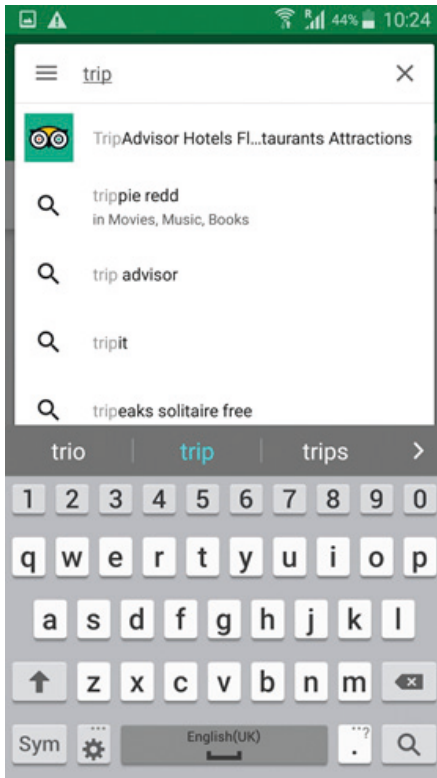 R 44% 10:24
trip
TripAdvisor Hotels Fl...taurants Attractions
trippie redd
in Movies, Music, Books
trip advisor
tripit
tripeaks solitaire free
trio trip trips
1 2 3 4 5 6 7 8 9 0
q w e r t y u i o p
a s d f g h j k l
z x c v b n m
Sym English(UK) ...? .